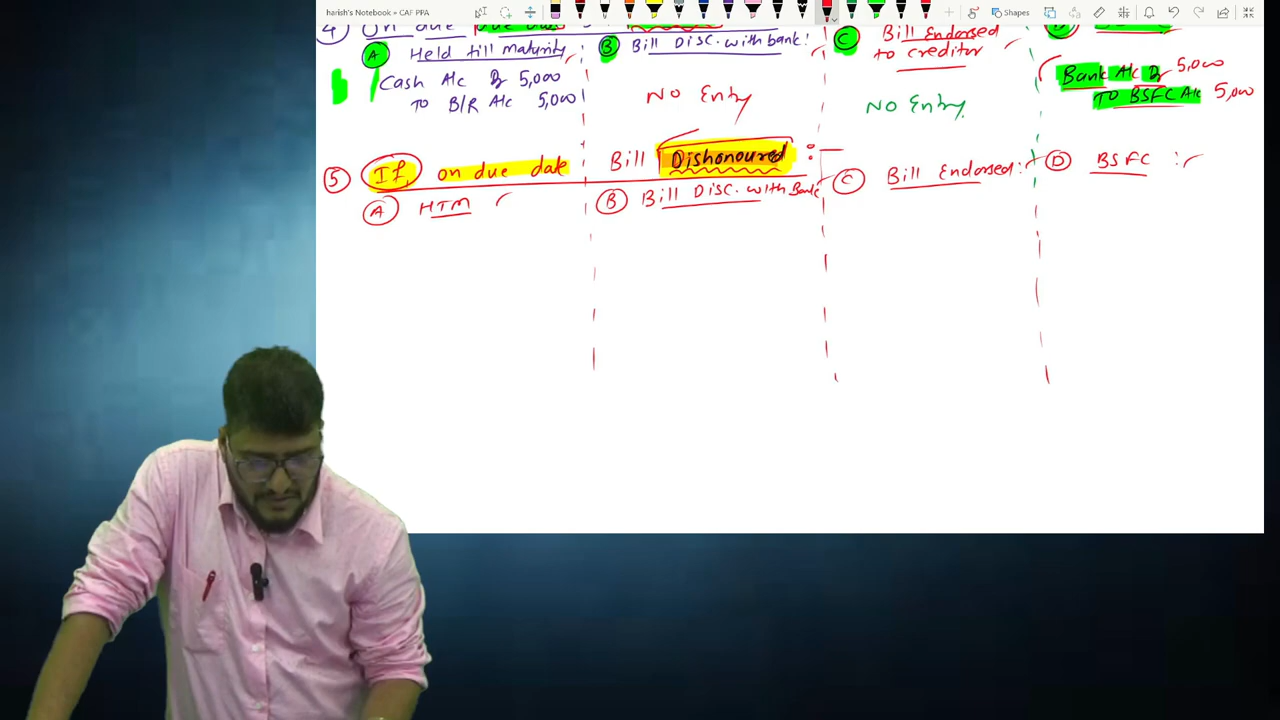 harish's Notebook > CAF PPA
Shapes
4 On due
A Held till maturity
Cash A/c Dr 5,000
To B/R A/c 5,000
B Bill Disc. with bank:
No Entry
C Bill Endorsed
to creditor
No Entry
D
Bank A/c Dr 5,000
To BSFC A/c 5,000
5 If, on due date Bill Dishonoured :-
A HTM
B Bill Disc. with Bank
C Bill Endorsed:
D BSFC :